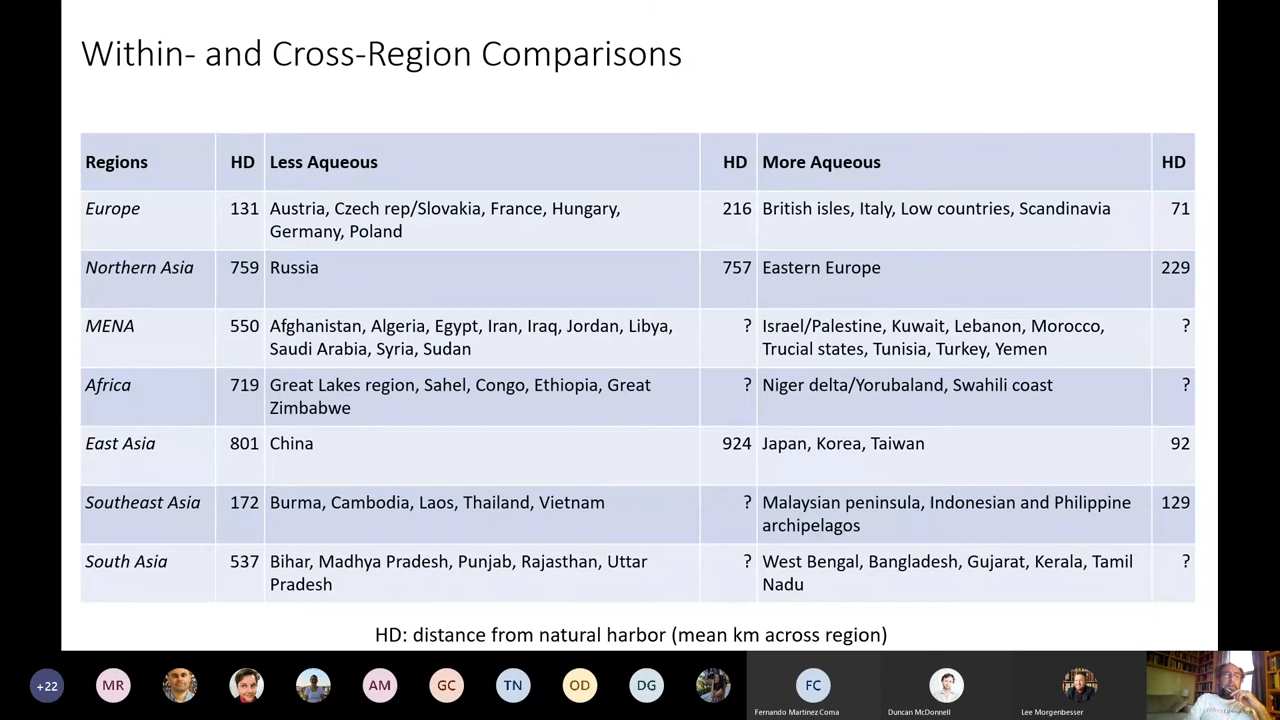 Within- and Cross-Region Comparisons
Regions HD Less Aqueous HD More Aqueous HD
Europe 131 Austria, Czech rep/Slovakia, France, Hungary, 216 British isles, Italy, Low countries, Scandinavia 71
Germany, Poland
Northern Asia 759 Russia 757 Eastern Europe 229
MENA 550 Afghanistan, Algeria, Egypt, Iran, Iraq, Jordan, Libya, ? Israel/Palestine, Kuwait, Lebanon, Morocco, ?
Saudi Arabia, Syria, Sudan Trucial states, Tunisia, Turkey, Yemen
Africa 719 Great Lakes region, Sahel, Congo, Ethiopia, Great ? Niger delta/Yorubaland, Swahili coast ?
Zimbabwe
East Asia 801 China 924 Japan, Korea, Taiwan 92
Southeast Asia 172 Burma, Cambodia, Laos, Thailand, Vietnam ? Malaysian peninsula, Indonesian and Philippine 129
archipelagos
South Asia 537 Bihar, Madhya Pradesh, Punjab, Rajasthan, Uttar ? West Bengal, Bangladesh, Gujarat, Kerala, Tamil ?
Pradesh Nadu
HD: distance from natural harbor (mean km across region)
+22 MR AM GC TN OD DG FC
Fernando Martinez Coma Duncan McDonnell Lee Morgenbesser